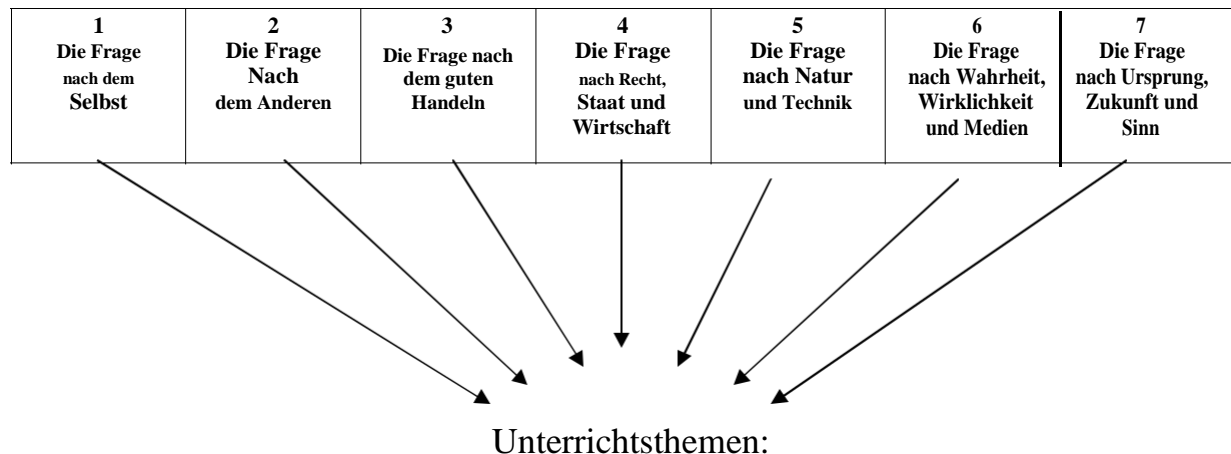 1
Die Frage
nach dem
Selbst
2
Die Frage
Nach
dem Anderen
3
Die Frage nach
dem guten
Handeln
4
Die Frage
nach Recht,
Staat und
Wirtschaft
5
Die Frage
nach Natur
und Technik
6
Die Frage
nach Wahrheit,
Wirklichkeit
und Medien
7
Die Frage
nach Ursprung,
Zukunft und
Sinn
Unterrichtsthemen: